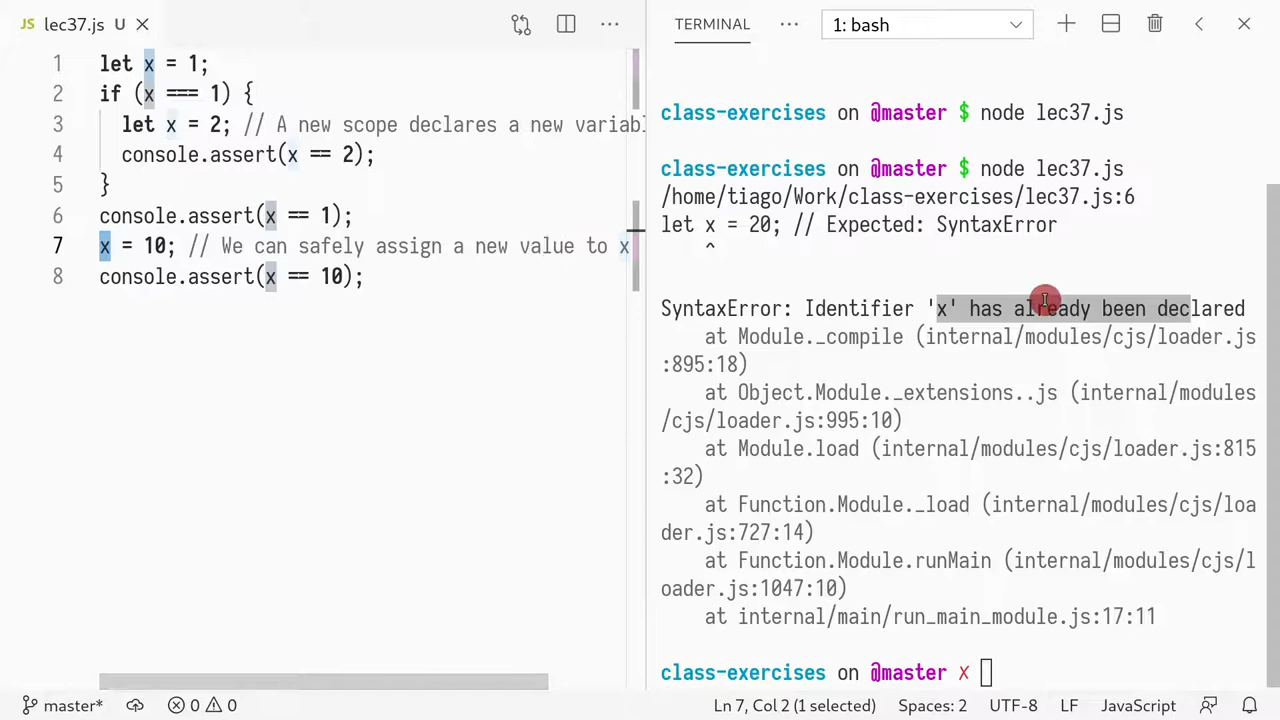 JS lec37.js U
TERMINAL
1: bash
1 let x = 1;
2 if (x === 1) {
3 let x = 2; // A new scope declares a new variabl
4 console.assert(x == 2);
5 }
6 console.assert(x == 1);
7 x = 10; // We can safely assign a new value to x
8 console.assert(x == 10);
class-exercises on @master $ node lec37.js
class-exercises on @master $ node lec37.js
/home/tiago/Work/class-exercises/lec37.js:6
let x = 20; // Expected: SyntaxError
^
SyntaxError: Identifier 'x' has already been declared
at Module._compile (internal/modules/cjs/loader.js
:895:18)
at Object.Module._extensions..js (internal/modules
/cjs/loader.js:995:10)
at Module.load (internal/modules/cjs/loader.js:815
:32)
at Function.Module._load (internal/modules/cjs/loa
der.js:727:14)
at Function.Module.runMain (internal/modules/cjs/l
oader.js:1047:10)
at internal/main/run_main_module.js:17:11
class-exercises on @master x
master* 0 0 Ln 7, Col 2 (1 selected) Spaces: 2 UTF-8 LF JavaScript